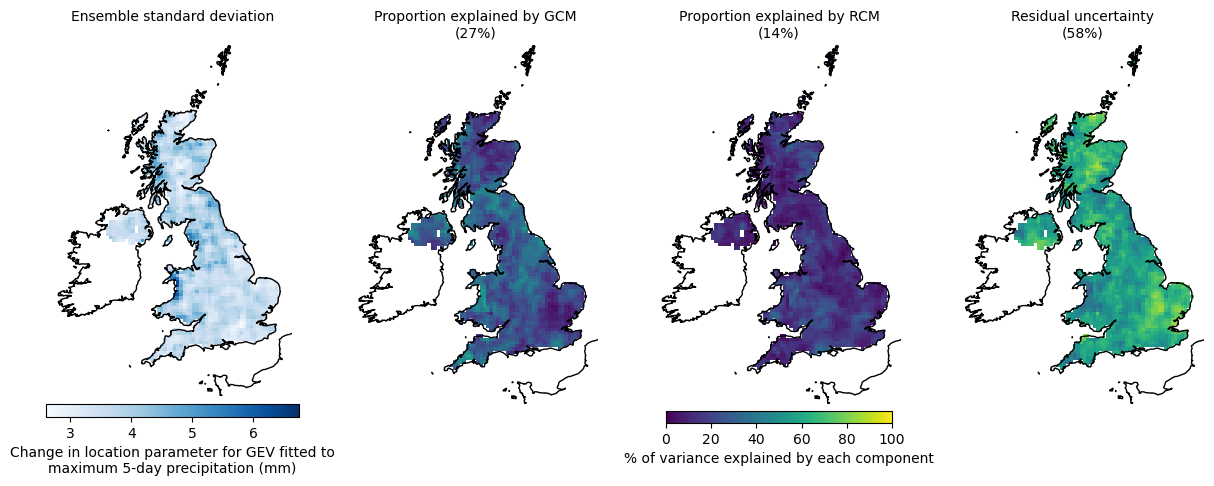 Ensemble standard deviation
Proportion explained by GCM
(27%)
Proportion explained by RCM
(14%)
Residual uncertainty
(58%)
3 4 5 6
Change in location parameter for GEV fitted to
maximum 5-day precipitation (mm)
0 20 40 60 80 100
% of variance explained by each component